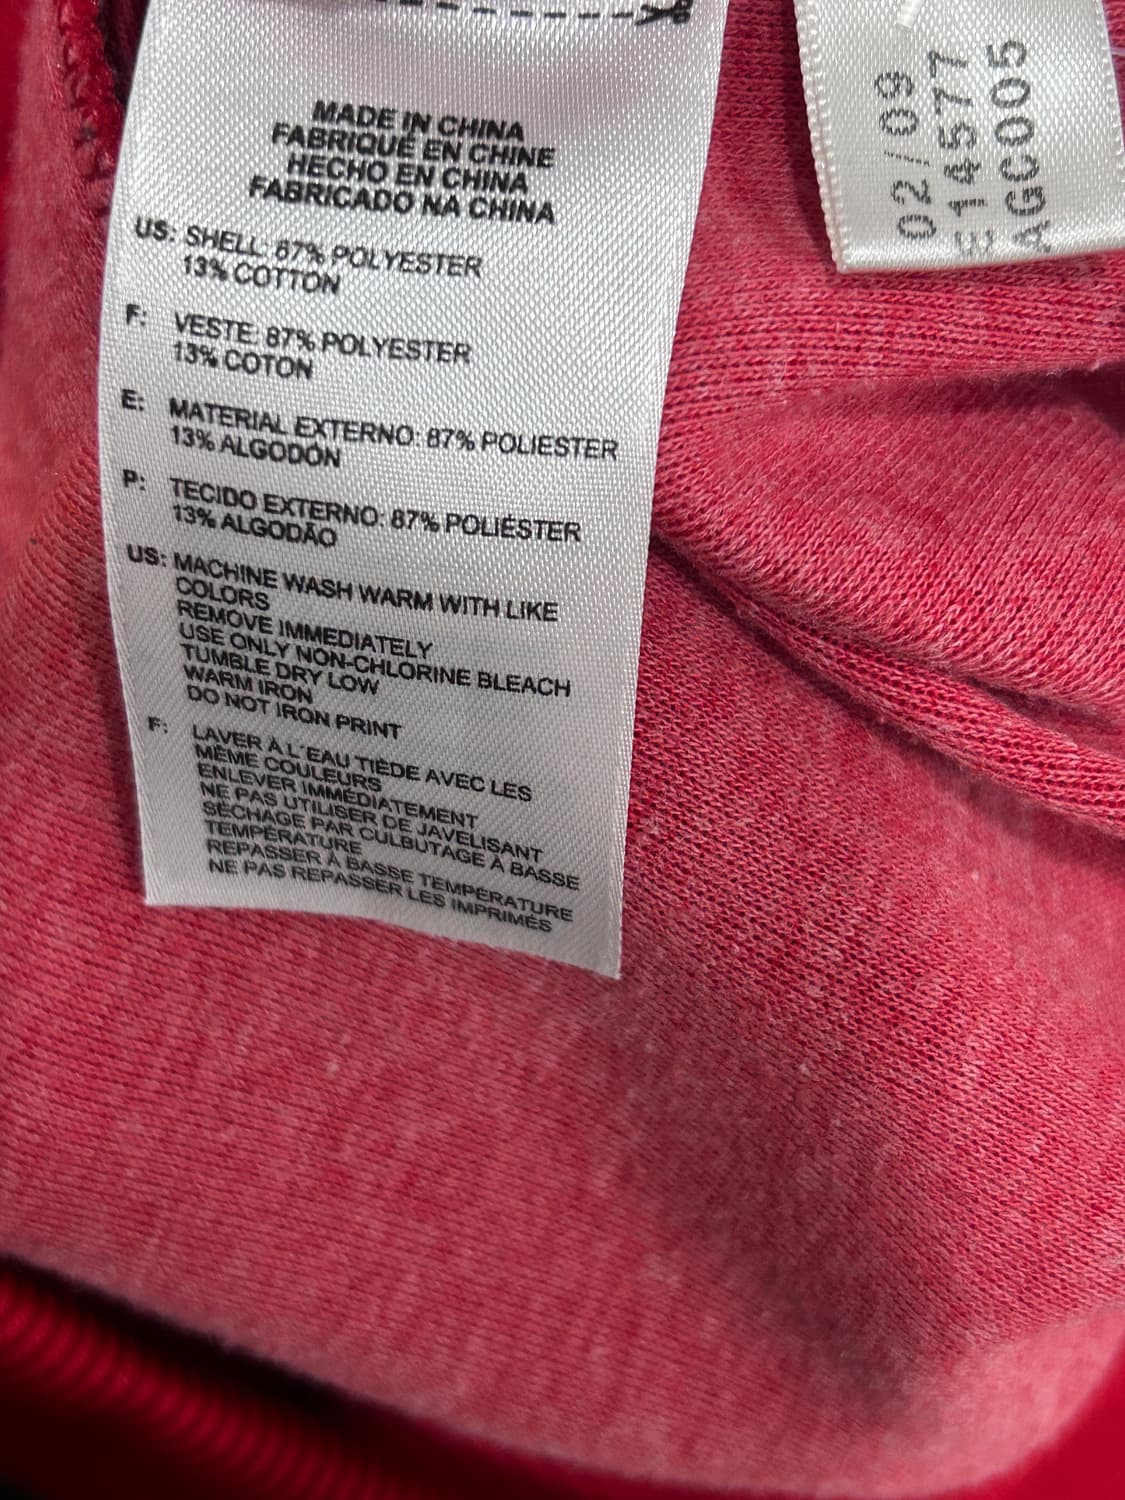 MADE IN CHINA
FABRIQUÉ EN CHINE
HECHO EN CHINA
FABRICADO NA CHINA
US: SHELL: 87% POLYESTER
13% COTTON
F: VESTE: 87% POLYESTER
13% COTON
E: MATERIAL EXTERNO: 87% POLIESTER
13% ALGODÓN
P: TECIDO EXTERNO: 87% POLIÉSTER
13% ALGODÃO
US: MACHINE WASH WARM WITH LIKE
COLORS
REMOVE IMMEDIATELY
USE ONLY NON-CHLORINE BLEACH
TUMBLE DRY LOW
WARM IRON
DO NOT IRON PRINT
F: LAVER À L'EAU TIÈDE AVEC LES
MÊME COULEURS
ENLEVER IMMÉDIATEMENT
NE PAS UTILISER DE JAVELISANT
SÉCHAGE PAR CULBUTAGE À BASSE
TEMPÉRATURE
REPASSER À BASSE TEMPÉRATURE
NE PAS REPASSER LES IMPRIMÉS
02/09
E14577
AGC005